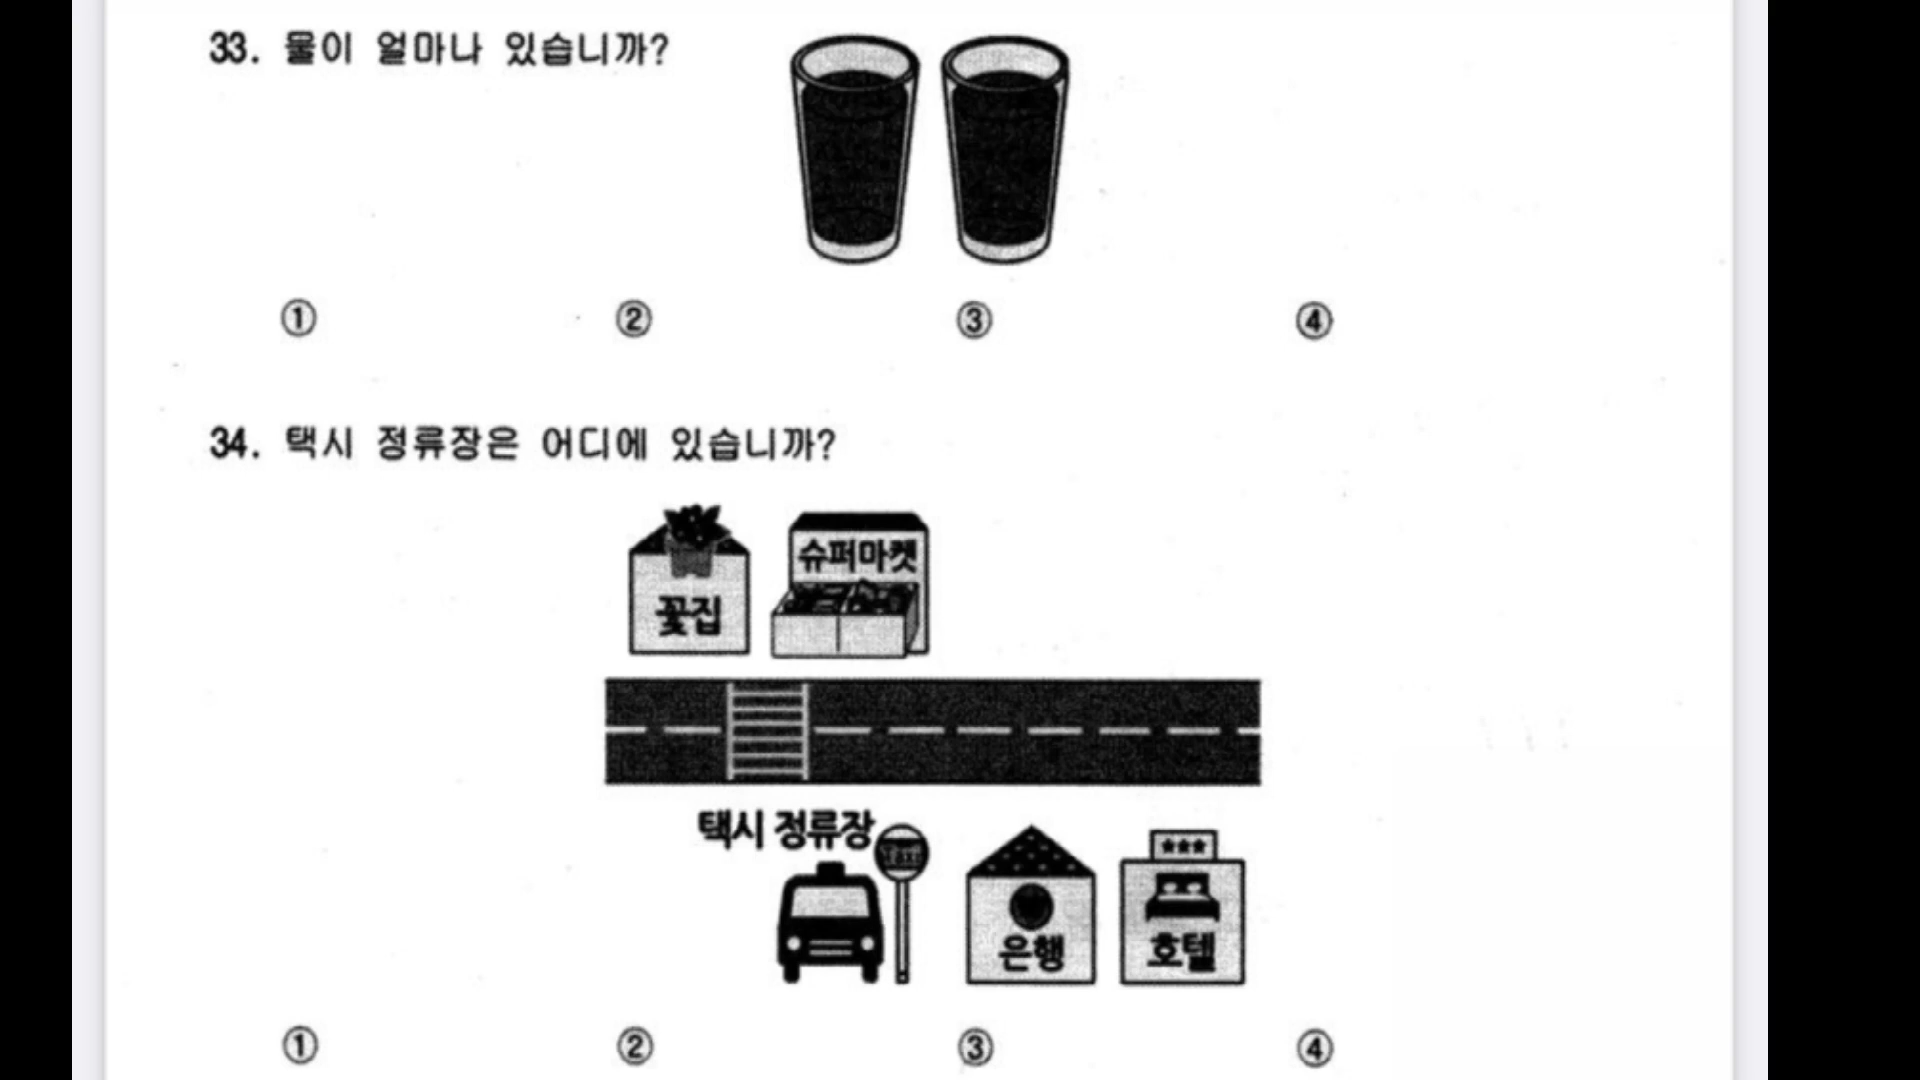 33. 물이 얼마나 있습니까?
① ② ③ ④
34. 택시 정류장은 어디에 있습니까?
꽃집
슈퍼마켓
택시 정류장
Taxi
은행
호텔
① ② ③ ④